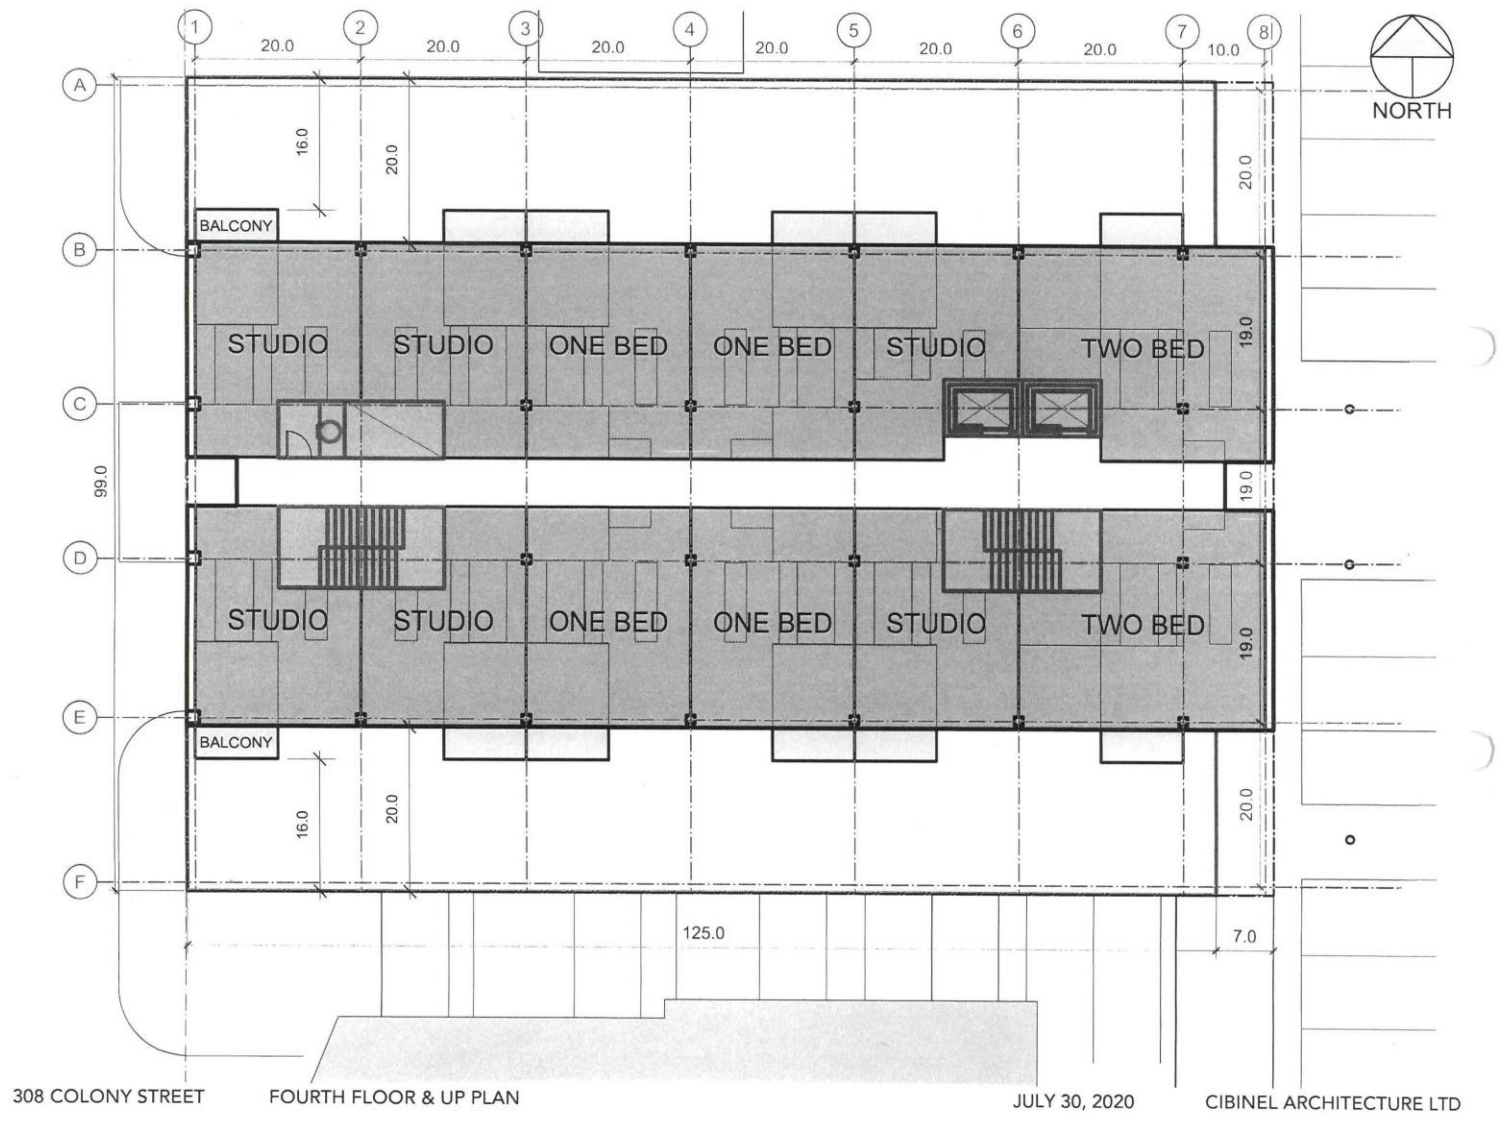 1 2 3 4 5 6 7 8
20.0 20.0 20.0 20.0 20.0 20.0 10.0
NORTH
A
16.0 20.0 20.0
BALCONY
B
STUDIO STUDIO ONE BED ONE BED STUDIO TWO BED 19.0
C
99.0 19.0
D
STUDIO STUDIO ONE BED ONE BED STUDIO TWO BED 19.0
E
BALCONY
16.0 20.0 20.0
F
125.0 7.0
308 COLONY STREET FOURTH FLOOR & UP PLAN JULY 30, 2020 CIBINEL ARCHITECTURE LTD